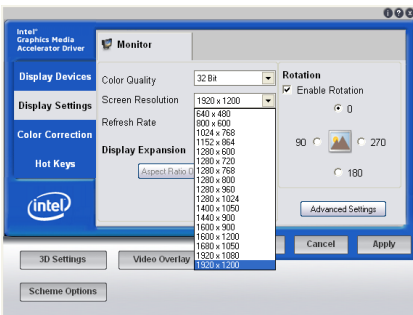 Intel®
Graphics Media
Accelerator Driver
Monitor
Display Devices
Display Settings
Color Correction
Hot Keys
intel
Color Quality
32 Bit
Screen Resolution
1920 x 1200
Refresh Rate
640 x 480
800 x 600
1024 x 768
1152 x 864
1280 x 600
1280 x 720
1280 x 768
1280 x 800
1280 x 960
1280 x 1024
1400 x 1050
1440 x 900
1600 x 900
1600 x 1200
1680 x 1050
1920 x 1080
1920 x 1200
Display Expansion
Aspect Ratio
Rotation
Enable Rotation
0
90
270
180
Advanced Settings
Cancel
Apply
3D Settings
Video Overlay
Scheme Options